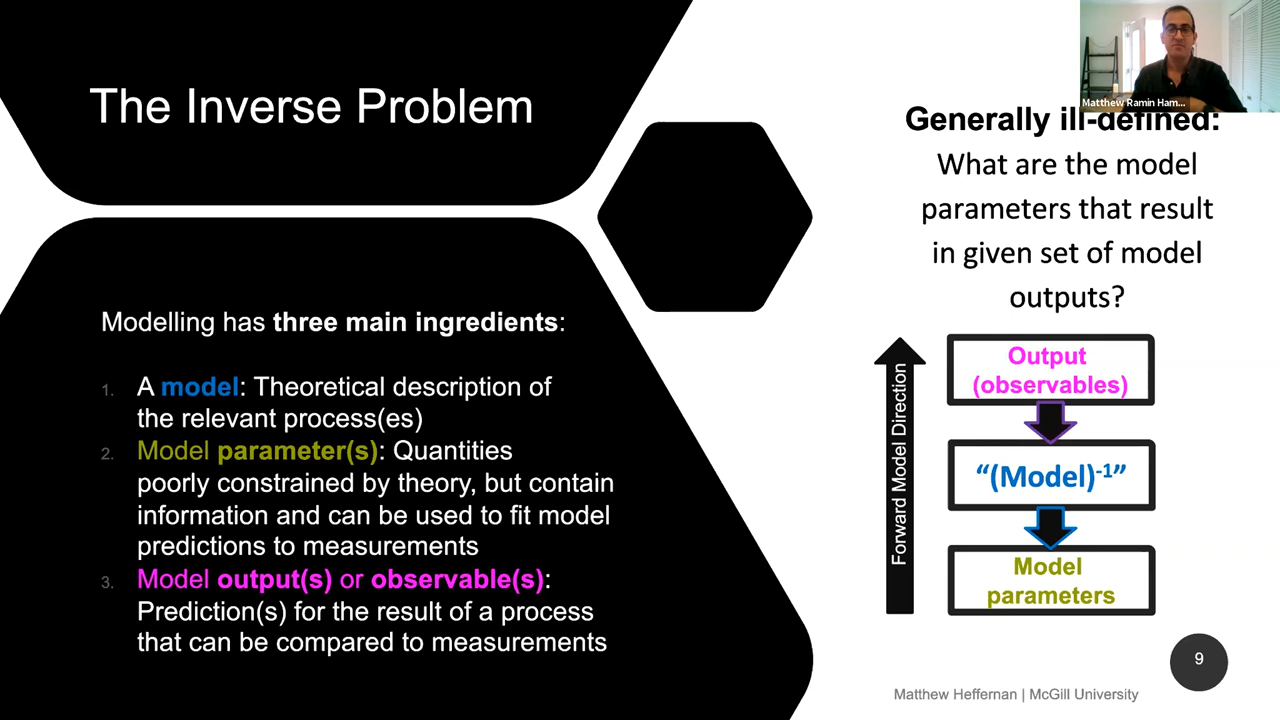 The Inverse Problem
Modelling has three main ingredients:
1. A model: Theoretical description of
the relevant process(es)
2. Model parameter(s): Quantities
poorly constrained by theory, but contain
information and can be used to fit model
predictions to measurements
3. Model output(s) or observable(s):
Prediction(s) for the result of a process
that can be compared to measurements
Matthew Ramin Ham...
Generally ill-defined:
What are the model
parameters that result
in given set of model
outputs?
Forward Model Direction
Output
(observables)
“(Model)-1”
Model
parameters
9
Matthew Heffernan | McGill University